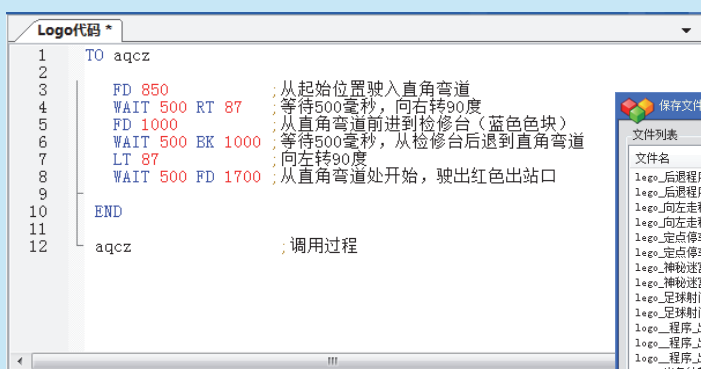 Logo代码 *
1 TO aqcz
2
3 FD 850 ;从起始位置驶入直角弯道
4 WAIT 500 RT 87 ;等待500毫秒，向右转90度
5 FD 1000 ;从直角弯道前进到检修台（蓝色色块）
6 WAIT 500 BK 1000 ;等待500毫秒，从检修台后退到直角弯道
7 LT 87 ;向左转90度
8 WAIT 500 FD 1700 ;从直角弯道处开始，驶出红色出站口
9
10 END
11
12 aqcz ;调用过程
保存文件
文件列表
文件名
lego_后退程
lego_后退程
lego_向左走
lego_向左走
lego_定点停
lego_定点停
lego_神秘迷
lego_神秘迷
lego_足球射
lego_足球射
logo__程序_
logo__程序_
logo__程序_